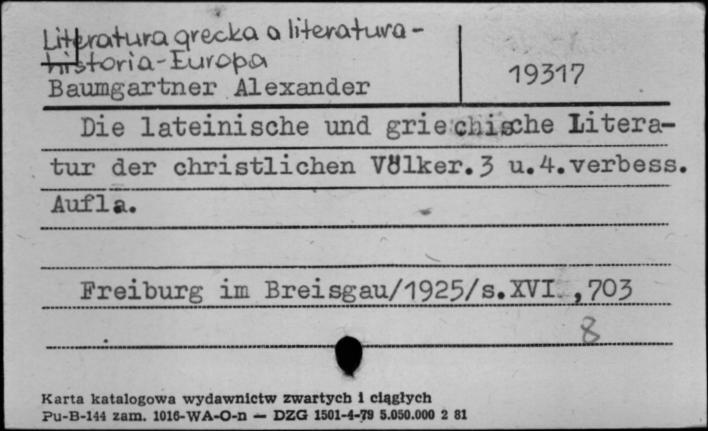 Literatura grecka a literatura -
historia - Europa
Baumgartner Alexander
19317
Die lateinische und griechische Litera-
tur der christlichen Völker. 3 u. 4. verbess.
Aufla.
Freiburg im Breisgau/1925/s.XVI ,703
8
Karta katalogowa wydawnictw zwartych i ciągłych
Pu-B-144 zam. 1016-WA-O-n — DZG 1501-4-79 5.050.000 2 81